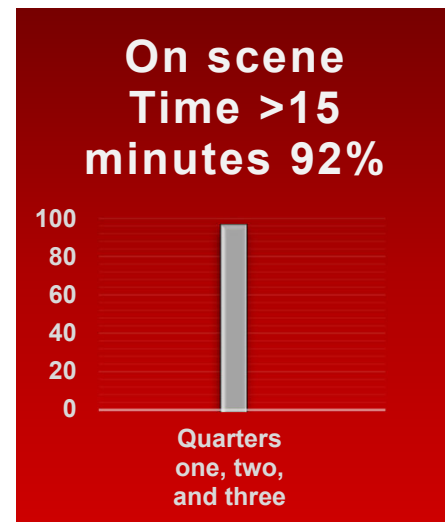 On scene
Time >15
minutes 92%
100
80
60
40
20
0
Quarters
one, two,
and three